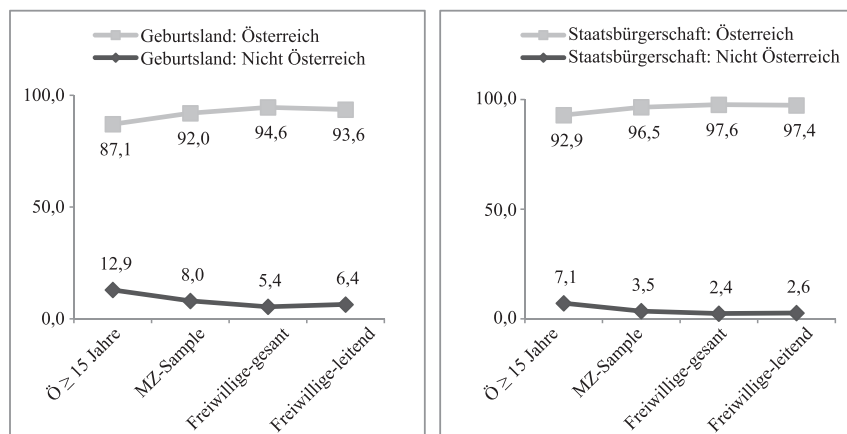 Geburtsland: Österreich
Geburtsland: Nicht Österreich
100,0
50,0
0,0
87,1
92,0
94,6
93,6
12,9
8,0
5,4
6,4
Ö ≥ 15 Jahre
MZ-Sample
Freiwillige-gesant
Freiwillige-leitend
Staatsbürgerschaft: Österreich
Staatsbürgerschaft: Nicht Österreich
100,0
50,0
0,0
92,9
96,5
97,6
97,4
7,1
3,5
2,4
2,6
Ö ≥ 15 Jahre
MZ-Sample
Freiwillige-gesant
Freiwillige-leitend